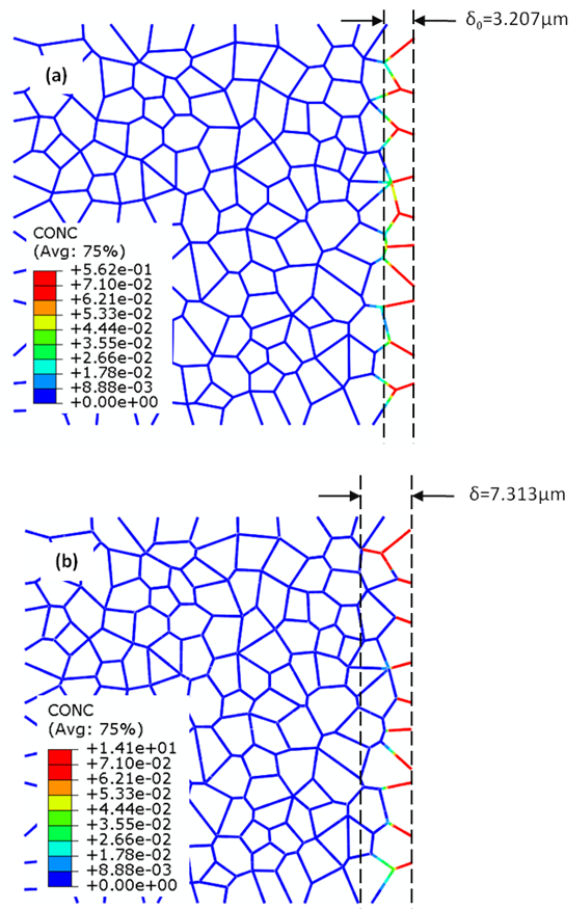 δ₀=3.207μm
(a)
CONC
(Avg: 75%)
+5.62e-01
+7.10e-02
+6.21e-02
+5.33e-02
+4.44e-02
+3.55e-02
+2.66e-02
+1.78e-02
+8.88e-03
+0.00e+00
δ=7.313μm
(b)
CONC
(Avg: 75%)
+1.41e+01
+7.10e-02
+6.21e-02
+5.33e-02
+4.44e-02
+3.55e-02
+2.66e-02
+1.78e-02
+8.88e-03
+0.00e+00